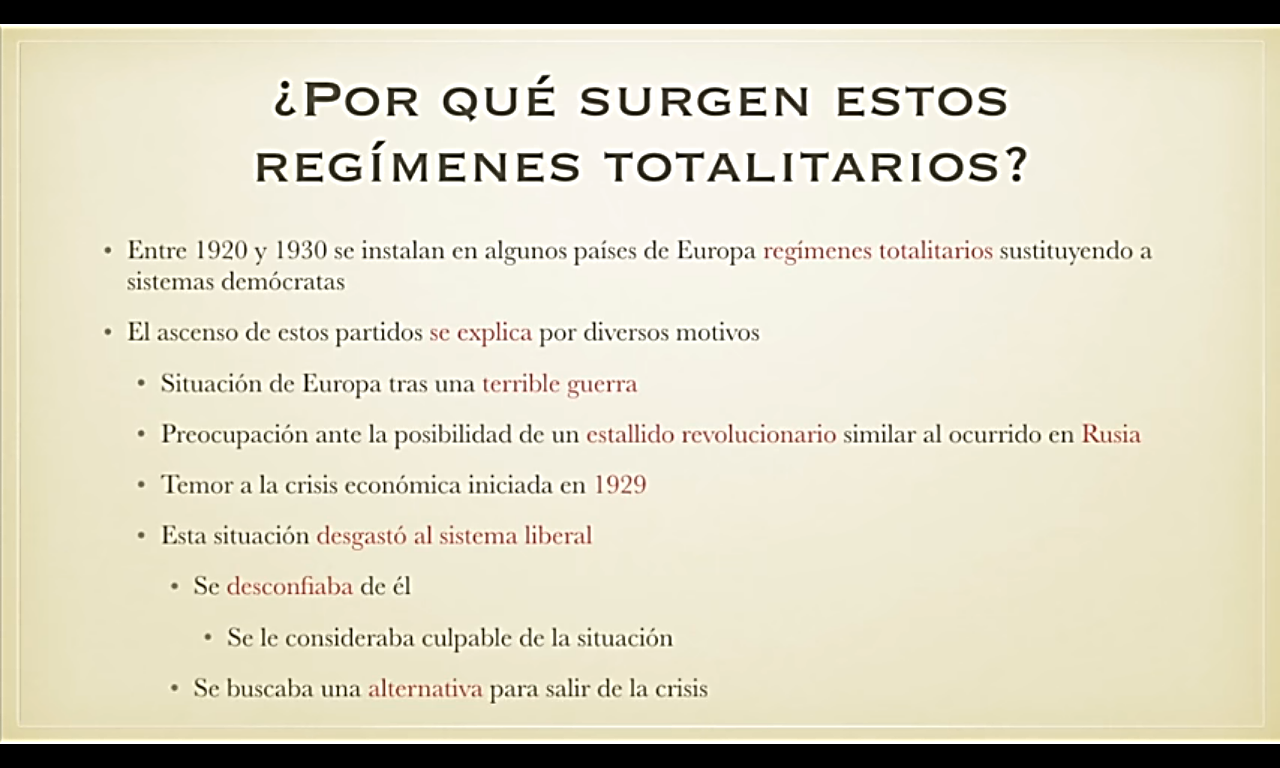 ¿Por qué surgen estos
regímenes totalitarios?
• Entre 1920 y 1930 se instalan en algunos países de Europa regímenes totalitarios sustituyendo a
sistemas demócratas
• El ascenso de estos partidos se explica por diversos motivos
• Situación de Europa tras una terrible guerra
• Preocupación ante la posibilidad de un estallido revolucionario similar al ocurrido en Rusia
• Temor a la crisis económica iniciada en 1929
• Esta situación desgastó al sistema liberal
• Se desconfiaba de él
• Se le consideraba culpable de la situación
• Se buscaba una alternativa para salir de la crisis